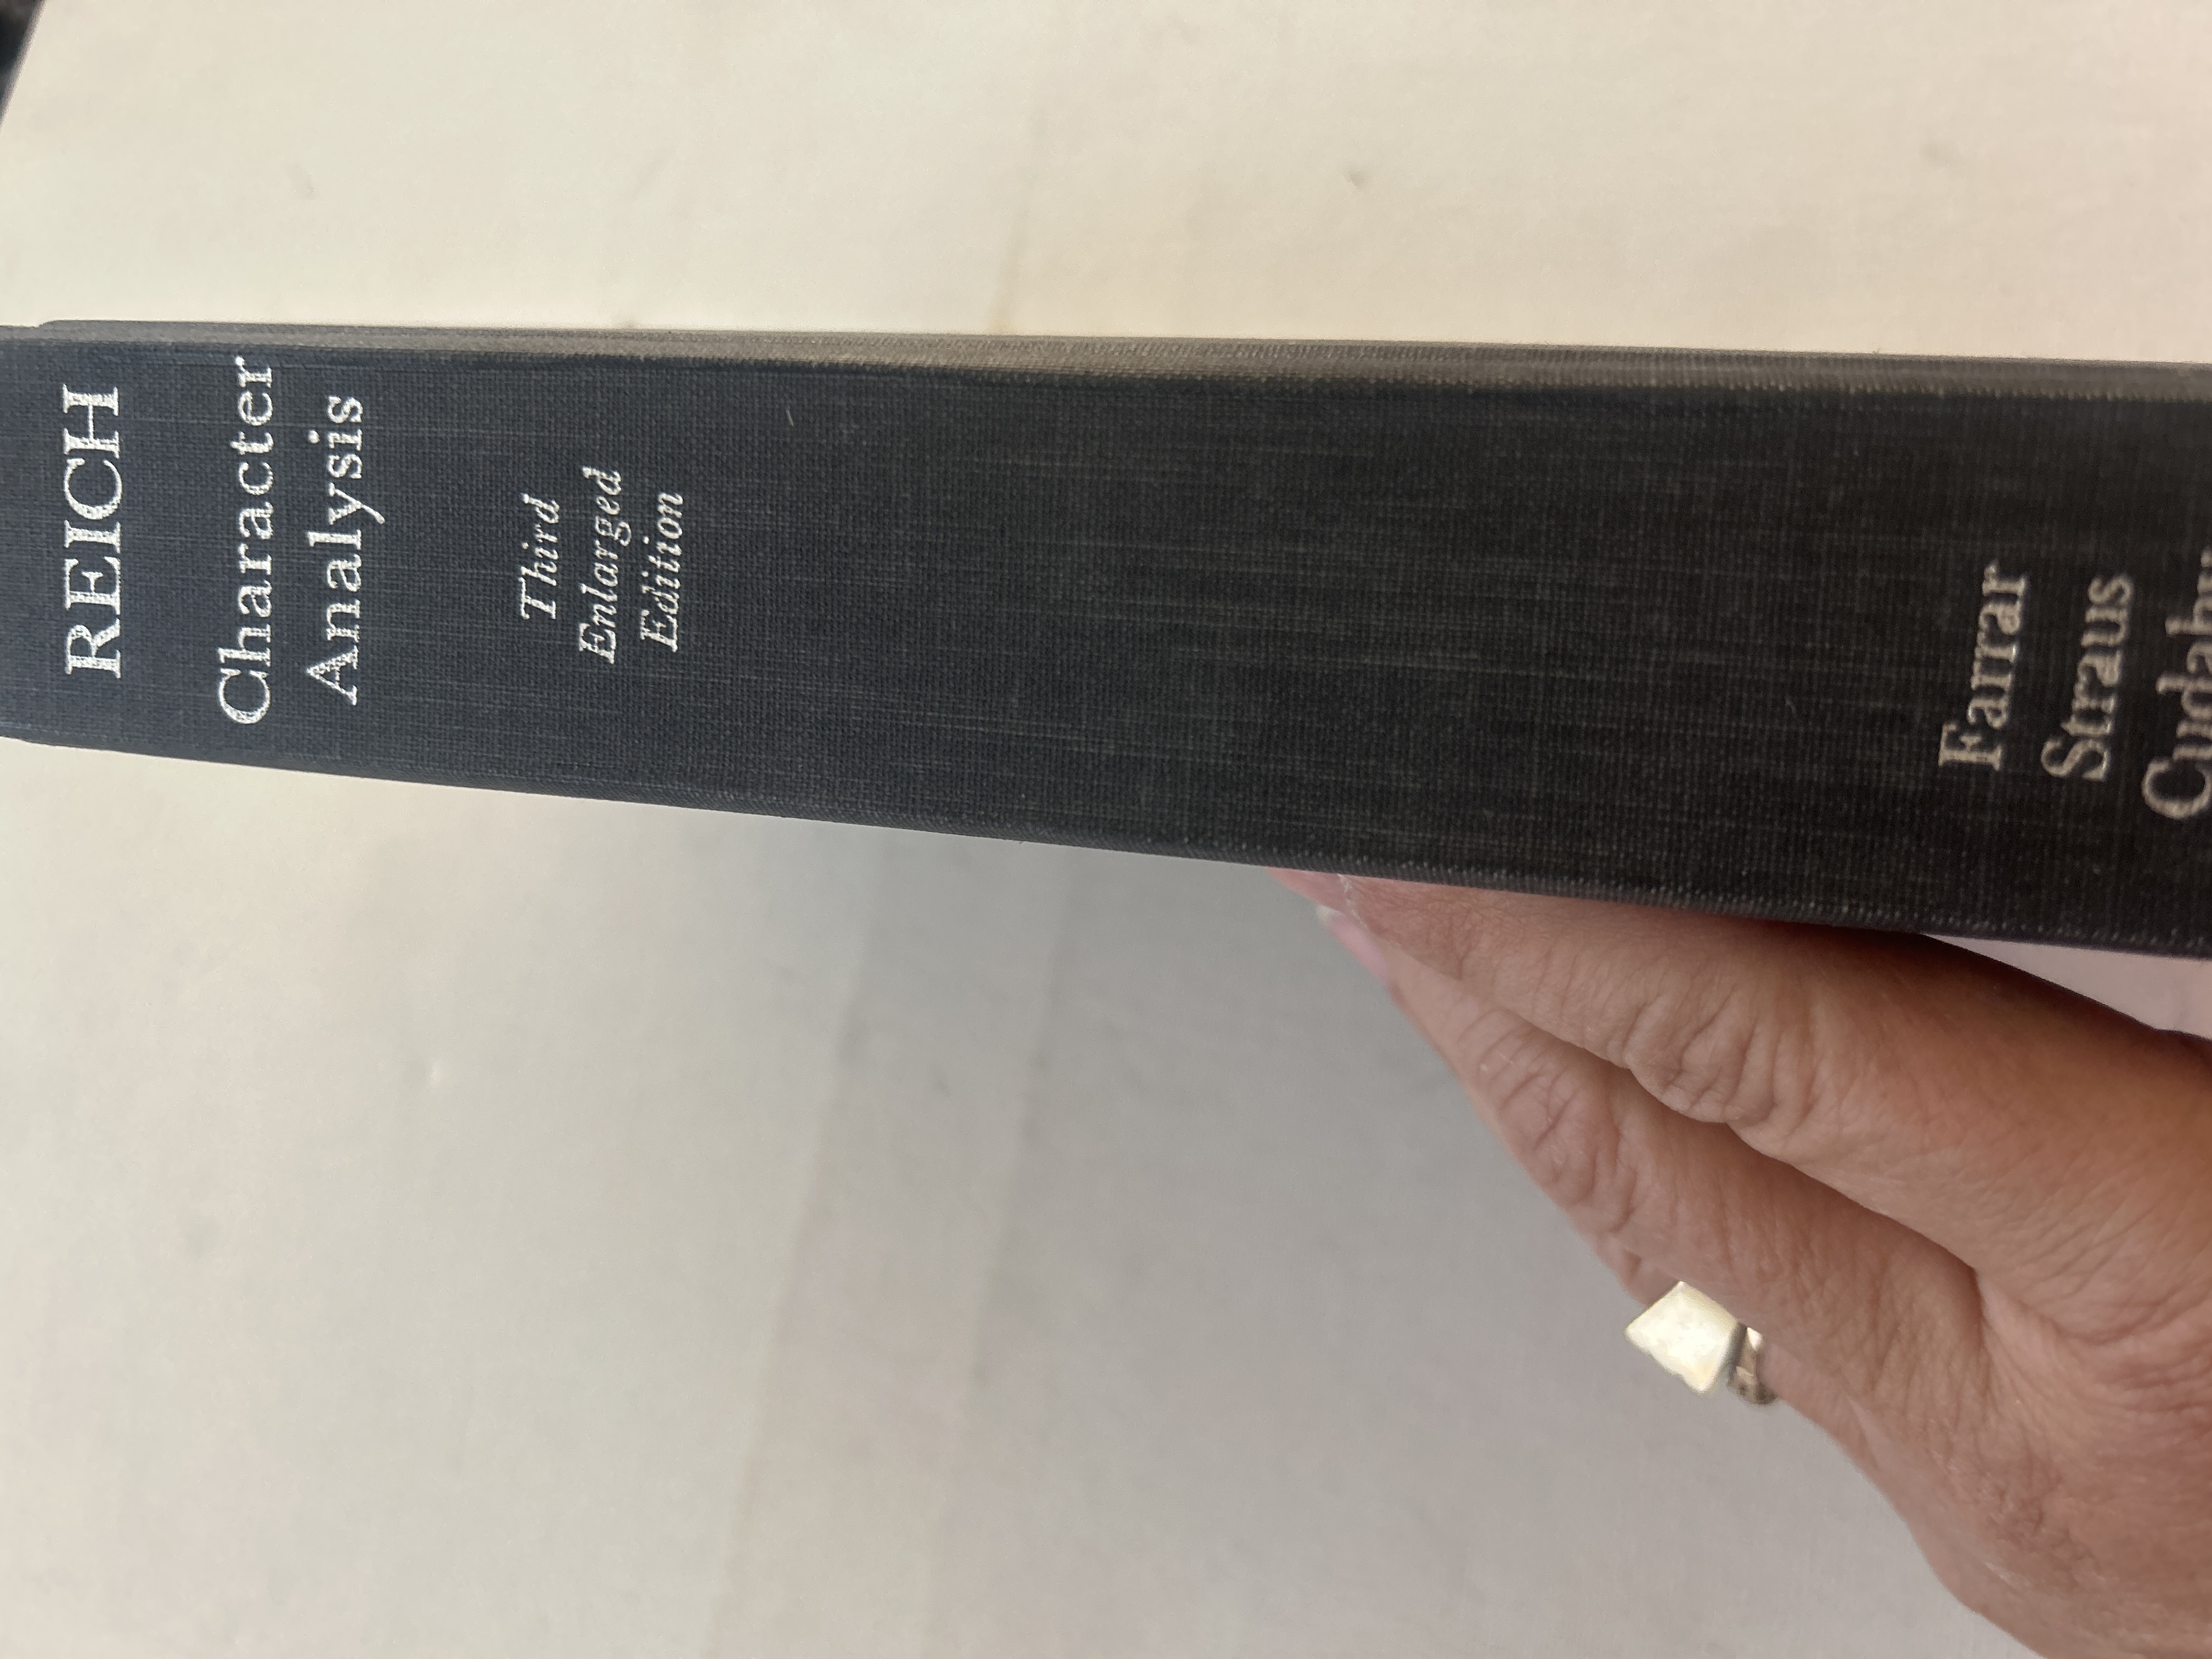 REICH
Character
Analysis
Third
Enlarged
Edition
Farrar
Straus